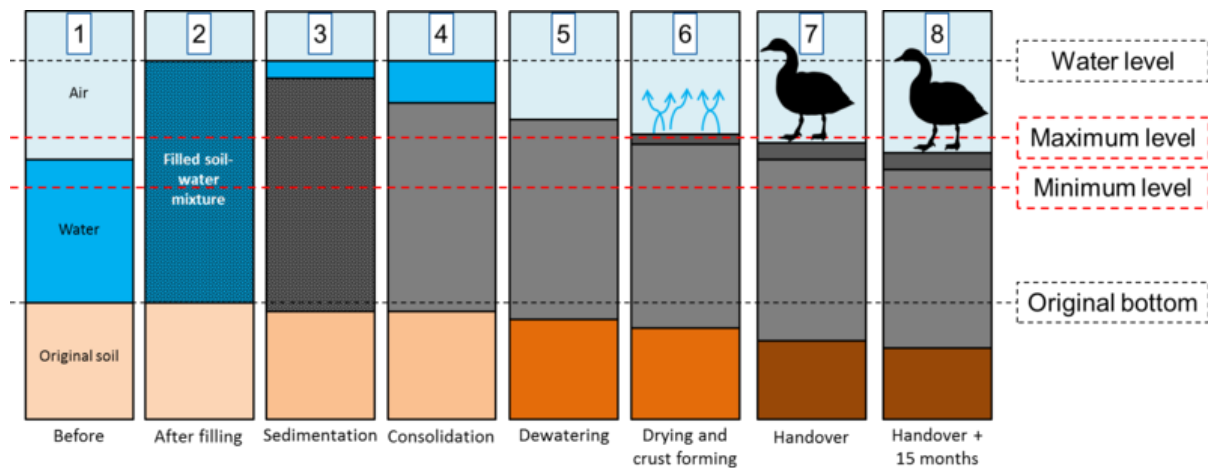 1
2
3
4
5
6
7
8
Water level
Air
Maximum level
Filled soil-
water
mixture
Minimum level
Water
Original bottom
Original soil
Before
After filling
Sedimentation
Consolidation
Dewatering
Drying and
crust forming
Handover
Handover +
15 months